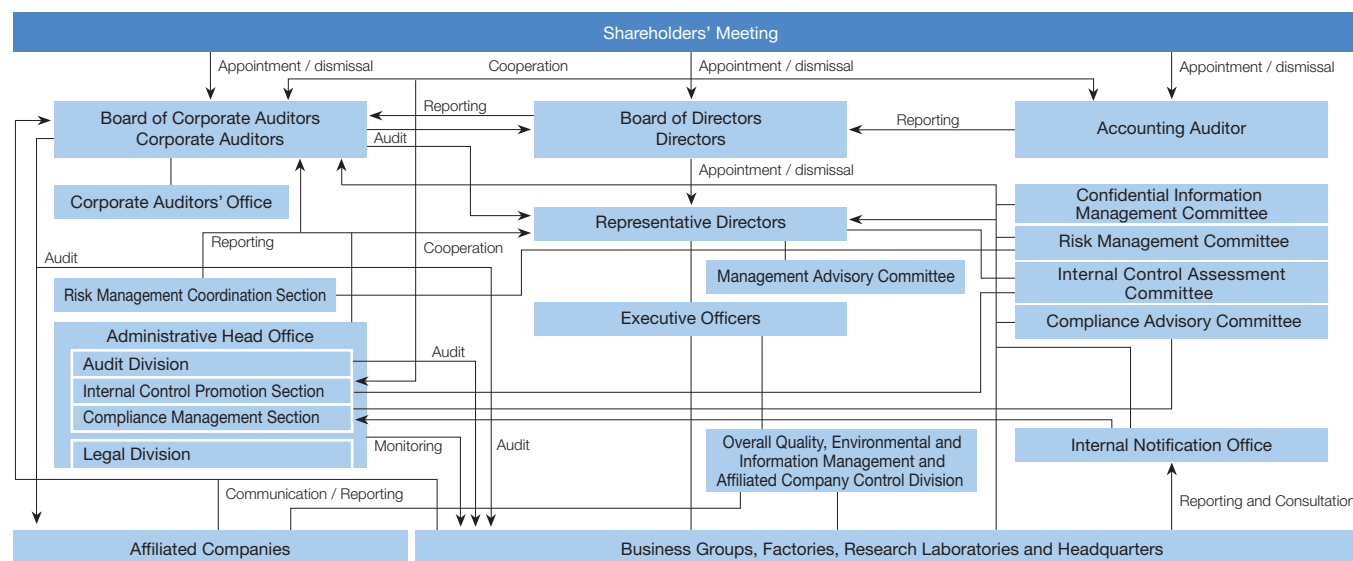 Shareholders’ Meeting
Appointment / dismissal
Cooperation
Appointment / dismissal
Appointment / dismissal
Board of Corporate Auditors
Corporate Auditors
Reporting
Audit
Board of Directors
Directors
Reporting
Accounting Auditor
Appointment / dismissal
Corporate Auditors’ Office
Representative Directors
Confidential Information
Management Committee
Reporting
Cooperation
Risk Management Committee
Audit
Management Advisory Committee
Internal Control Assessment
Committee
Risk Management Coordination Section
Executive Officers
Compliance Advisory Committee
Administrative Head Office
Audit Division
Audit
Internal Control Promotion Section
Compliance Management Section
Legal Division
Monitoring
Audit
Overall Quality, Environmental and
Information Management and
Affiliated Company Control Division
Internal Notification Office
Communication / Reporting
Reporting and Consultation
Affiliated Companies
Business Groups, Factories, Research Laboratories and Headquarters